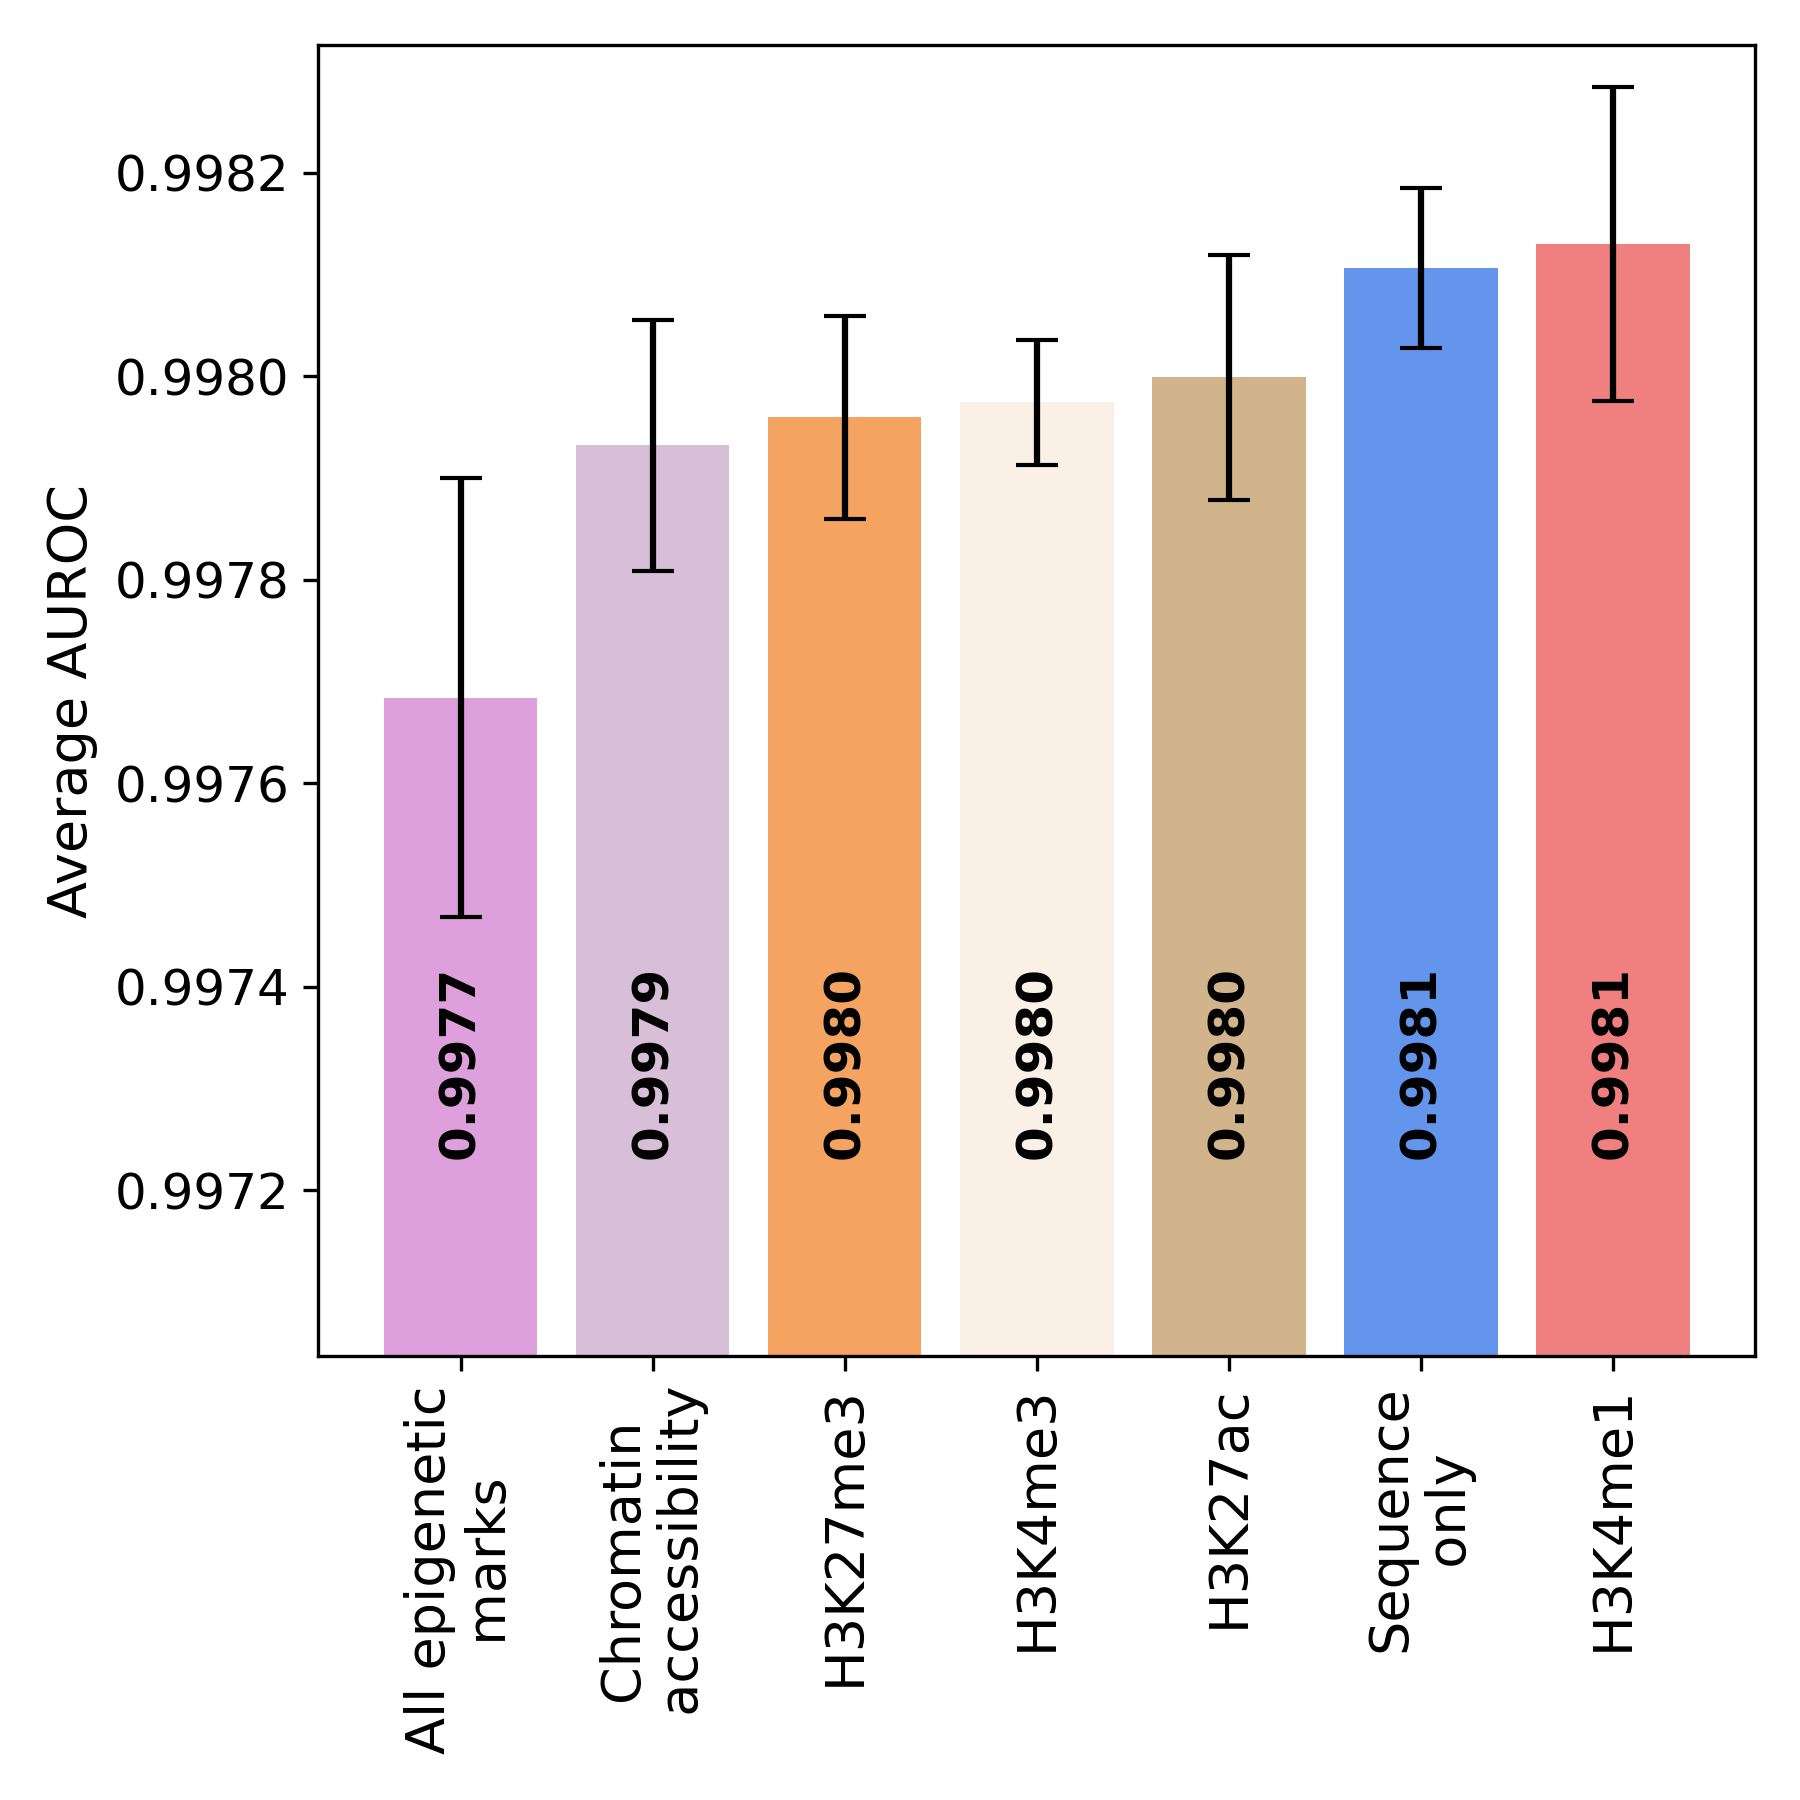 Average AUROC
0.9982
0.9980
0.9978
0.9976
0.9974
0.9972
0.9977
0.9979
0.9980
0.9980
0.9980
0.9981
0.9981
All epigenetic
marks
Chromatin
accessibility
H3K27me3
H3K4me3
H3K27ac
Sequence
only
H3K4me1